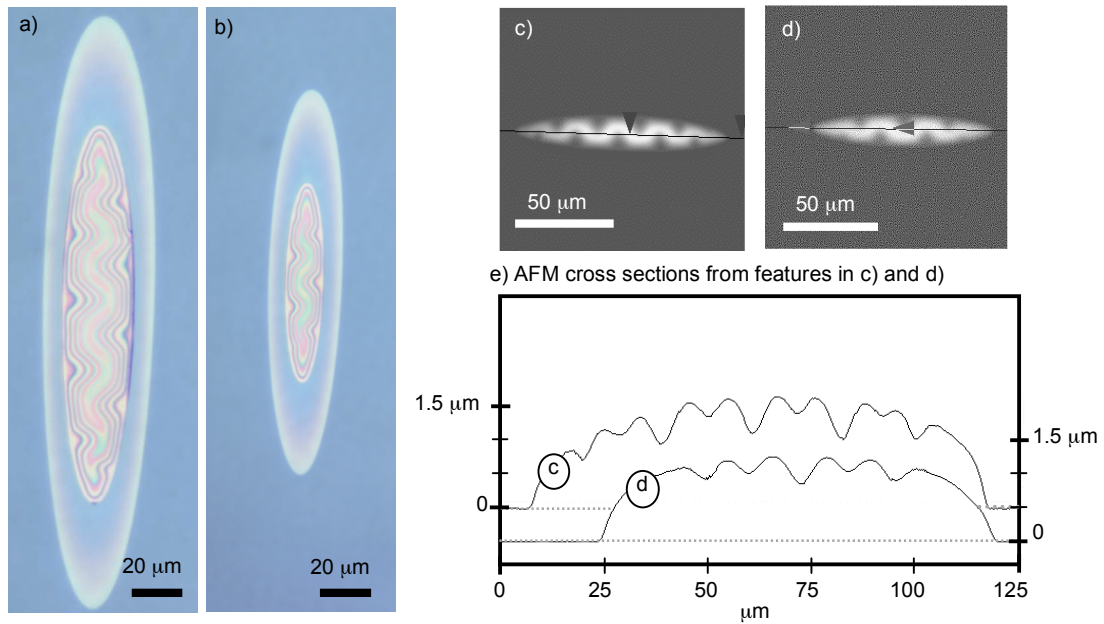 a)
b)
20 μm
20 μm
c)
d)
50 μm
50 μm
e) AFM cross sections from features in c) and d)
1.5 μm
0
c
d
1.5 μm
0
0
25
50
75
100
125
μm